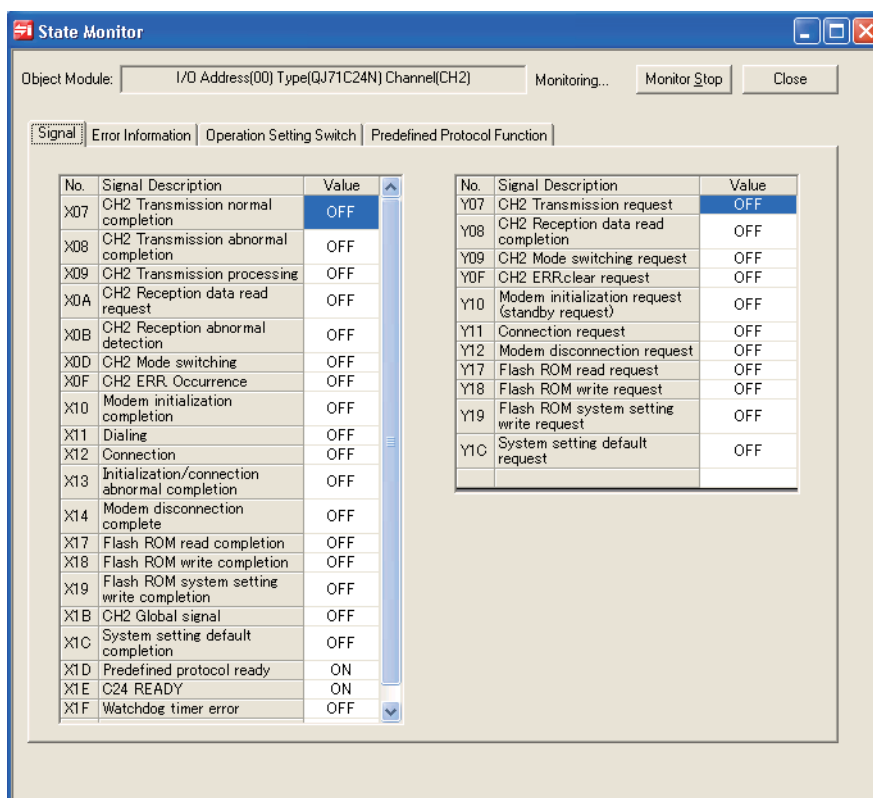 State Monitor
Object Module: I/O Address(00) Type(QJ71C24N) Channel(CH2) Monitoring... Monitor Stop Close
Signal Error Information Operation Setting Switch Predefined Protocol Function
No. Signal Description Value
X07 CH2 Transmission normal
completion OFF
X08 CH2 Transmission abnormal
completion OFF
X09 CH2 Transmission processing OFF
X0A CH2 Reception data read
request OFF
X0B CH2 Reception abnormal
detection OFF
X0D CH2 Mode switching OFF
X0F CH2 ERR. Occurrence OFF
X10 Modem initialization
completion OFF
X11 Dialing OFF
X12 Connection OFF
X13 Initialization/connection
abnormal completion OFF
X14 Modem disconnection
complete OFF
X17 Flash ROM read completion OFF
X18 Flash ROM write completion OFF
X19 Flash ROM system setting
write completion OFF
X1B CH2 Global signal OFF
X1C System setting default
completion OFF
X1D Predefined protocol ready ON
X1E C24 READY ON
X1F Watchdog timer error OFF
No. Signal Description Value
Y07 CH2 Transmission request OFF
Y08 CH2 Reception data read
completion OFF
Y09 CH2 Mode switching request OFF
Y0F CH2 ERR.clear request OFF
Y10 Modem initialization request
(standby request) OFF
Y11 Connection request OFF
Y12 Modem disconnection request OFF
Y17 Flash ROM read request OFF
Y18 Flash ROM write request OFF
Y19 Flash ROM system setting
write request OFF
Y1C System setting default
request OFF